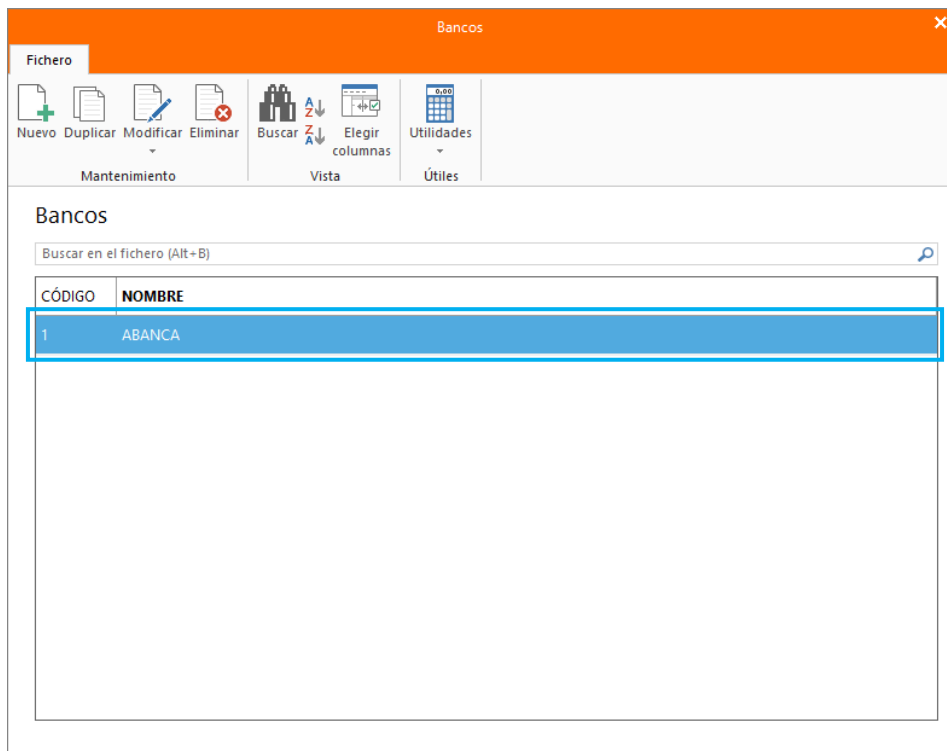 Bancos
Fichero
Nuevo Duplicar Modificar Eliminar
Buscar
A
Z
Z
A
Elegir
columnas
0,00
Utilidades
Mantenimiento
Vista
Útiles
Bancos
Buscar en el fichero (Alt+B)
CÓDIGO NOMBRE
1 ABANCA